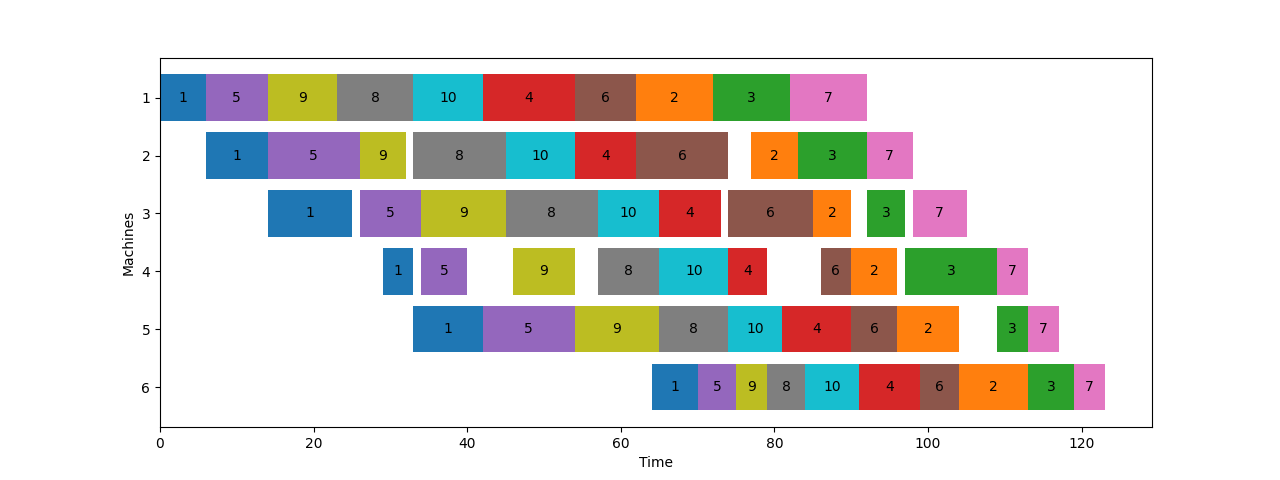 1 1 5 9 8 10 4 6 2 3 7
2 1 5 9 8 10 4 6 2 3 7
3 1 5 9 8 10 4 6 2 3 7
4 1 5 9 8 10 4 6 2 3 7
5 1 5 9 8 10 4 6 2 3 7
6 1 5 9 8 10 4 6 2 3 7
Machines
0 20 40 60 80 100 120
Time